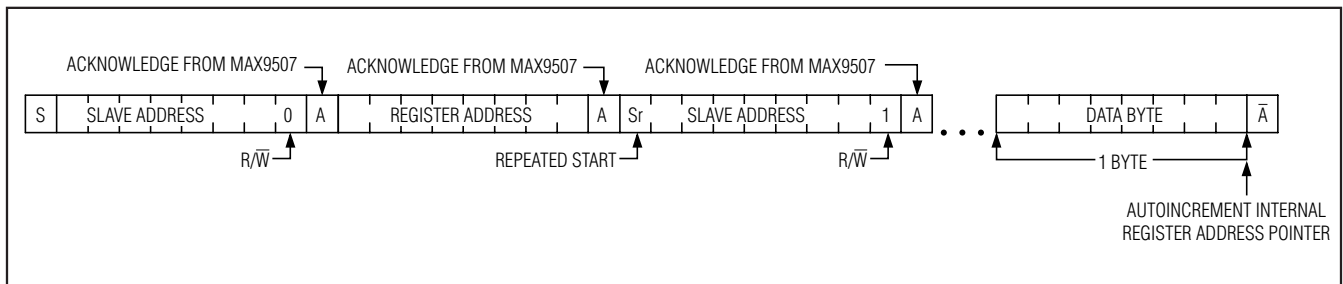 ACKNOWLEDGE FROM MAX9507 ACKNOWLEDGE FROM MAX9507 ACKNOWLEDGE FROM MAX9507
S SLAVE ADDRESS 0 A REGISTER ADDRESS A Sr SLAVE ADDRESS 1 A ... DATA BYTE A̅
R/W̅ REPEATED START R/W̅ 1 BYTE
AUTOINCREMENT INTERNAL
REGISTER ADDRESS POINTER